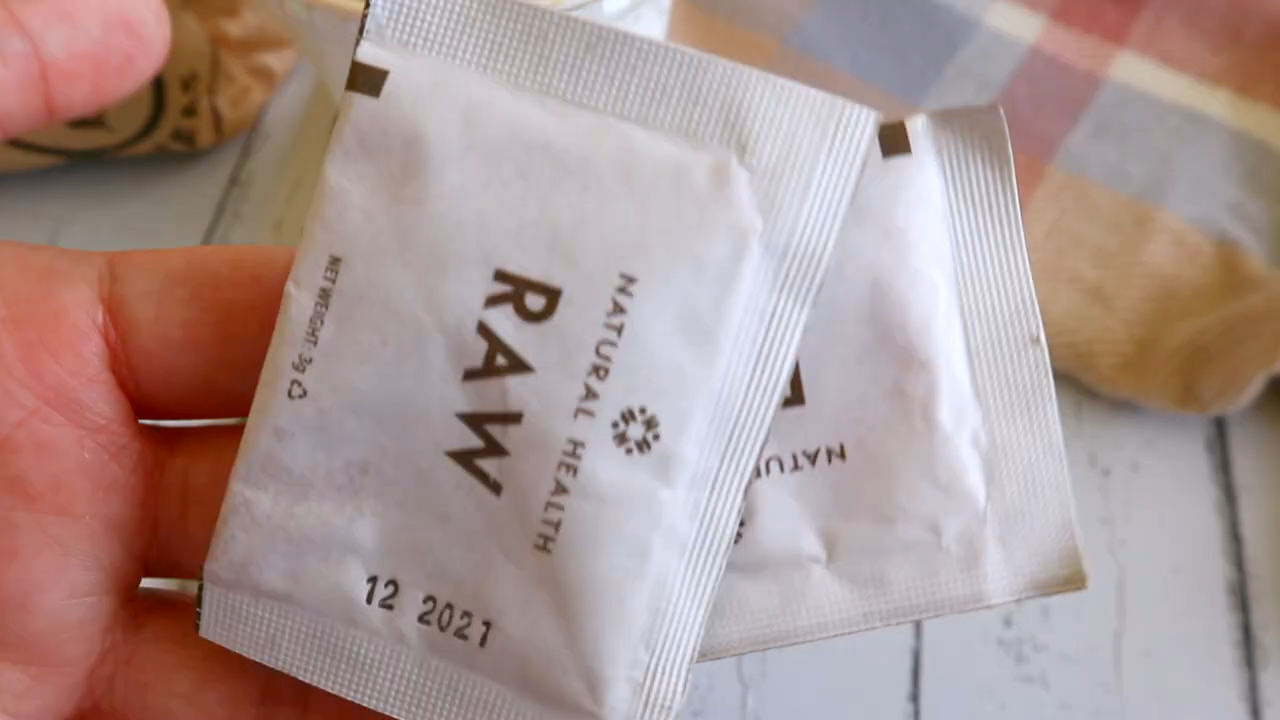 NATURAL HEALTH
RAW
NET WEIGHT: 3g
12 2021
NATU